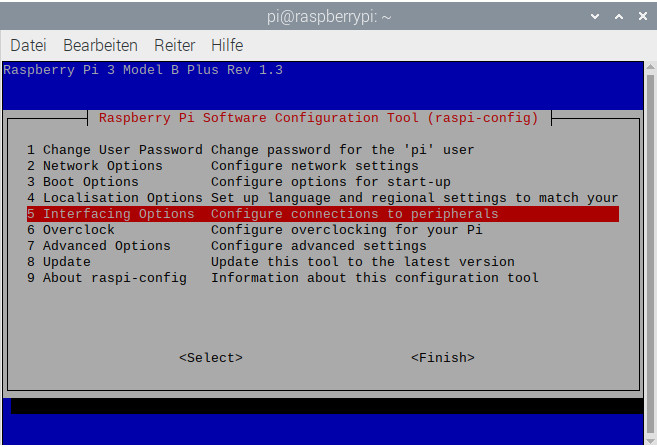 pi@raspberrypi: ~
Datei Bearbeiten Reiter Hilfe
Raspberry Pi 3 Model B Plus Rev 1.3
Raspberry Pi Software Configuration Tool (raspi-config)
1 Change User Password Change password for the 'pi' user
2 Network Options Configure network settings
3 Boot Options Configure options for start-up
4 Localisation Options Set up language and regional settings to match your
5 Interfacing Options Configure connections to peripherals
6 Overclock Configure overclocking for your Pi
7 Advanced Options Configure advanced settings
8 Update Update this tool to the latest version
9 About raspi-config Information about this configuration tool
<Select> <Finish>